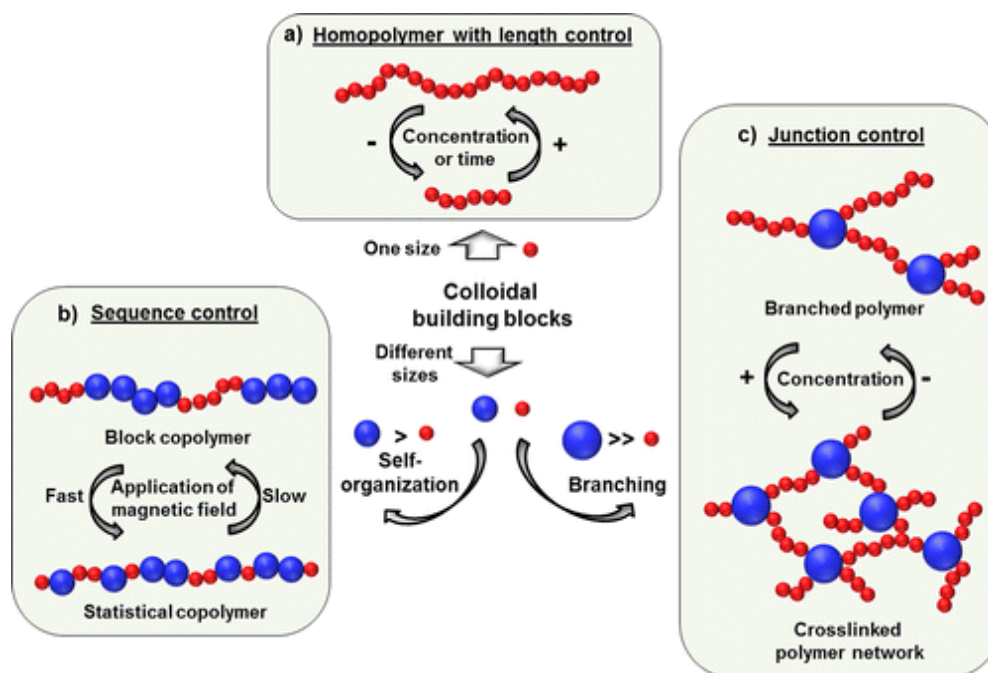 a) Homopolymer with length control
-
Concentration
or time
+
One size
Colloidal
building blocks
Different
sizes
>
Self-
organization
>>
Branching
b) Sequence control
Block copolymer
Fast
Application of
magnetic field
Slow
Statistical copolymer
c) Junction control
Branched polymer
+
Concentration
-
Crosslinked
polymer network